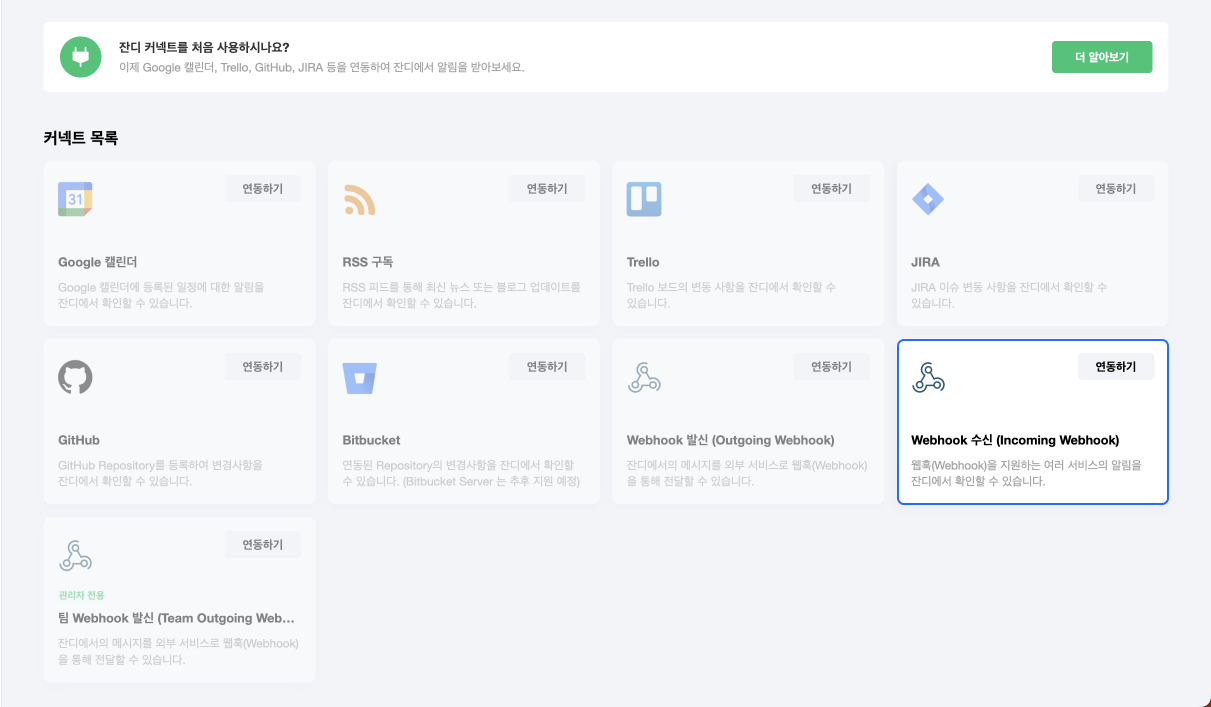 잔디 커넥트를 처음 사용하시나요?
이제 Google 캘린더, Trello, GitHub, JIRA 등을 연동하여 잔디에서 알림을 받아보세요.
더 알아보기
커넥트 목록
31
연동하기
Google 캘린더
Google 캘린더에 등록된 일정에 대한 알림을
잔디에서 확인할 수 있습니다.
연동하기
RSS 구독
RSS 피드를 통해 최신 뉴스 또는 블로그 업데이트를
잔디에서 확인할 수 있습니다.
연동하기
Trello
Trello 보드의 변동 사항을 잔디에서 확인할 수
있습니다.
연동하기
JIRA
JIRA 이슈 변동 사항을 잔디에서 확인할 수
있습니다.
연동하기
GitHub
GitHub Repository를 등록하여 변경사항을
잔디에서 확인할 수 있습니다.
연동하기
Bitbucket
연동된 Repository의 변경사항을 잔디에서 확인할
수 있습니다. (Bitbucket Server 는 추후 지원 예정)
연동하기
Webhook 발신 (Outgoing Webhook)
잔디에서의 메시지를 외부 서비스로 웹훅(Webhook)
을 통해 전달할 수 있습니다.
연동하기
Webhook 수신 (Incoming Webhook)
웹훅(Webhook)을 지원하는 여러 서비스의 알림을
잔디에서 확인할 수 있습니다.
연동하기
관리자 전용
팀 Webhook 발신 (Team Outgoing Web...
잔디에서의 메시지를 외부 서비스로 웹훅(Webhook)
을 통해 전달할 수 있습니다.